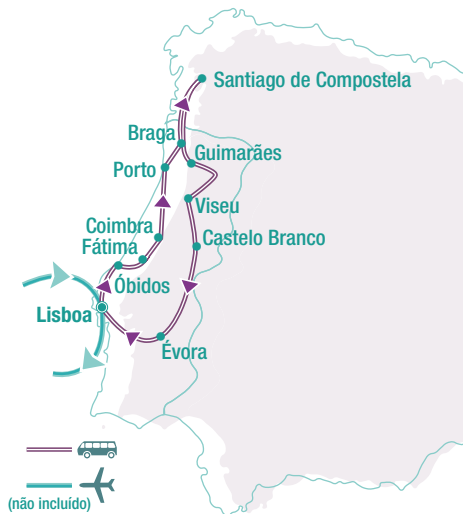 Santiago de Compostela
Braga
Guimarães
Porto
Viseu
Coimbra
Castelo Branco
Fátima
Óbidos
Lisboa
Évora
(não incluído)